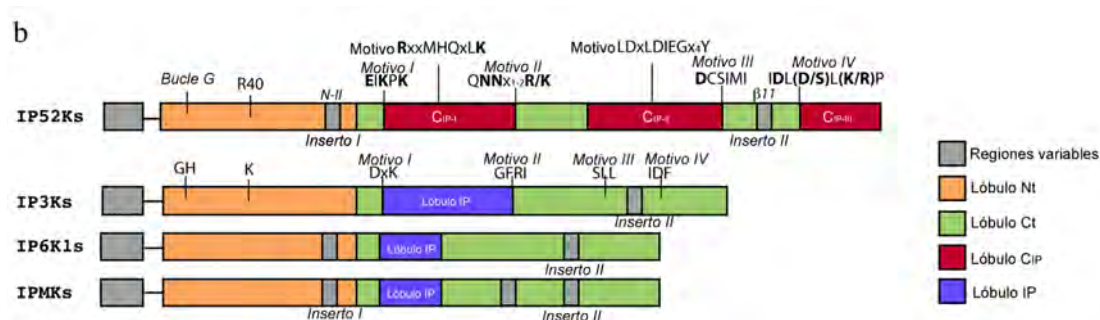 b
Motivo RxxMHQxLK
Motivo LDxLDIEGx4Y
Bucle G
R40
N-II
Motivo I
EIKPK
Motivo II
QNNx1-2R/K
Motivo III
DCSIMI
Motivo IV
IDL(D/S)L(K/R)P
β11
IP52Ks
CIP-I
CIP-II
CIP-III
Inserto I
Inserto II
GH
K
Motivo I
DxK
Motivo II
GFRI
Motivo III
SLL
Motivo IV
IDF
IP3Ks
Lóbulo IP
Inserto II
IP6K1s
Lóbulo IP
Inserto II
IPMKs
Lóbulo IP
Inserto I
Inserto II
Regiones variables
Lóbulo Nt
Lóbulo Ct
Lóbulo CIP
Lóbulo IP